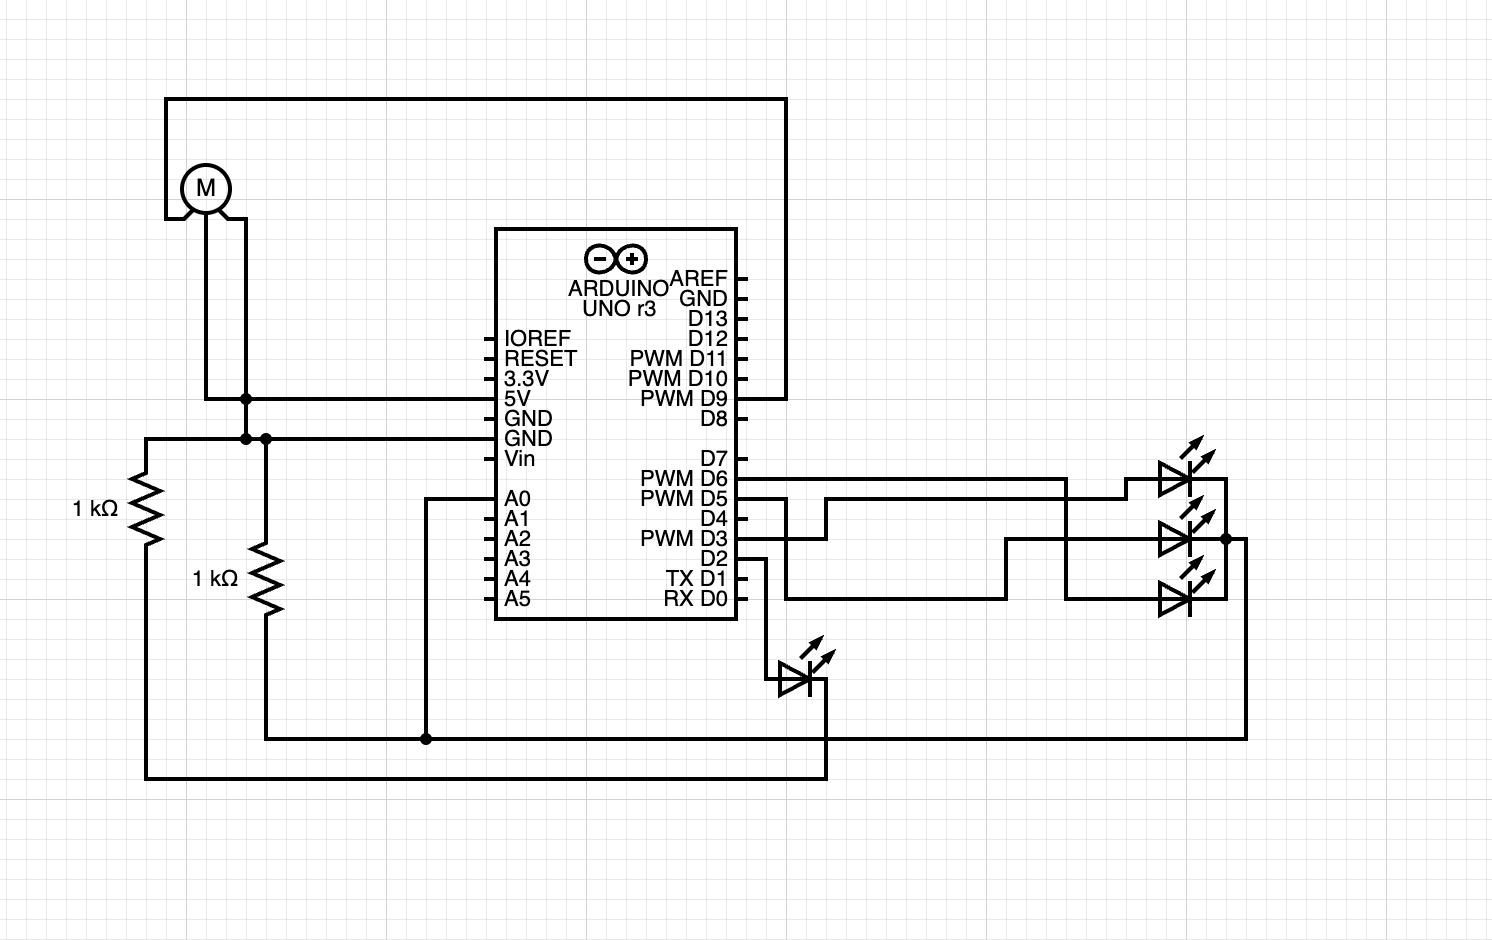 M
ARDUINO
UNO r3
IOREF
RESET
3.3V
5V
GND
GND
Vin
A0
A1
A2
A3
A4
A5
AREF
GND
D13
D12
PWM D11
PWM D10
PWM D9
D8
D7
PWM D6
PWM D5
D4
PWM D3
D2
TX D1
RX D0
1 kΩ
1 kΩ